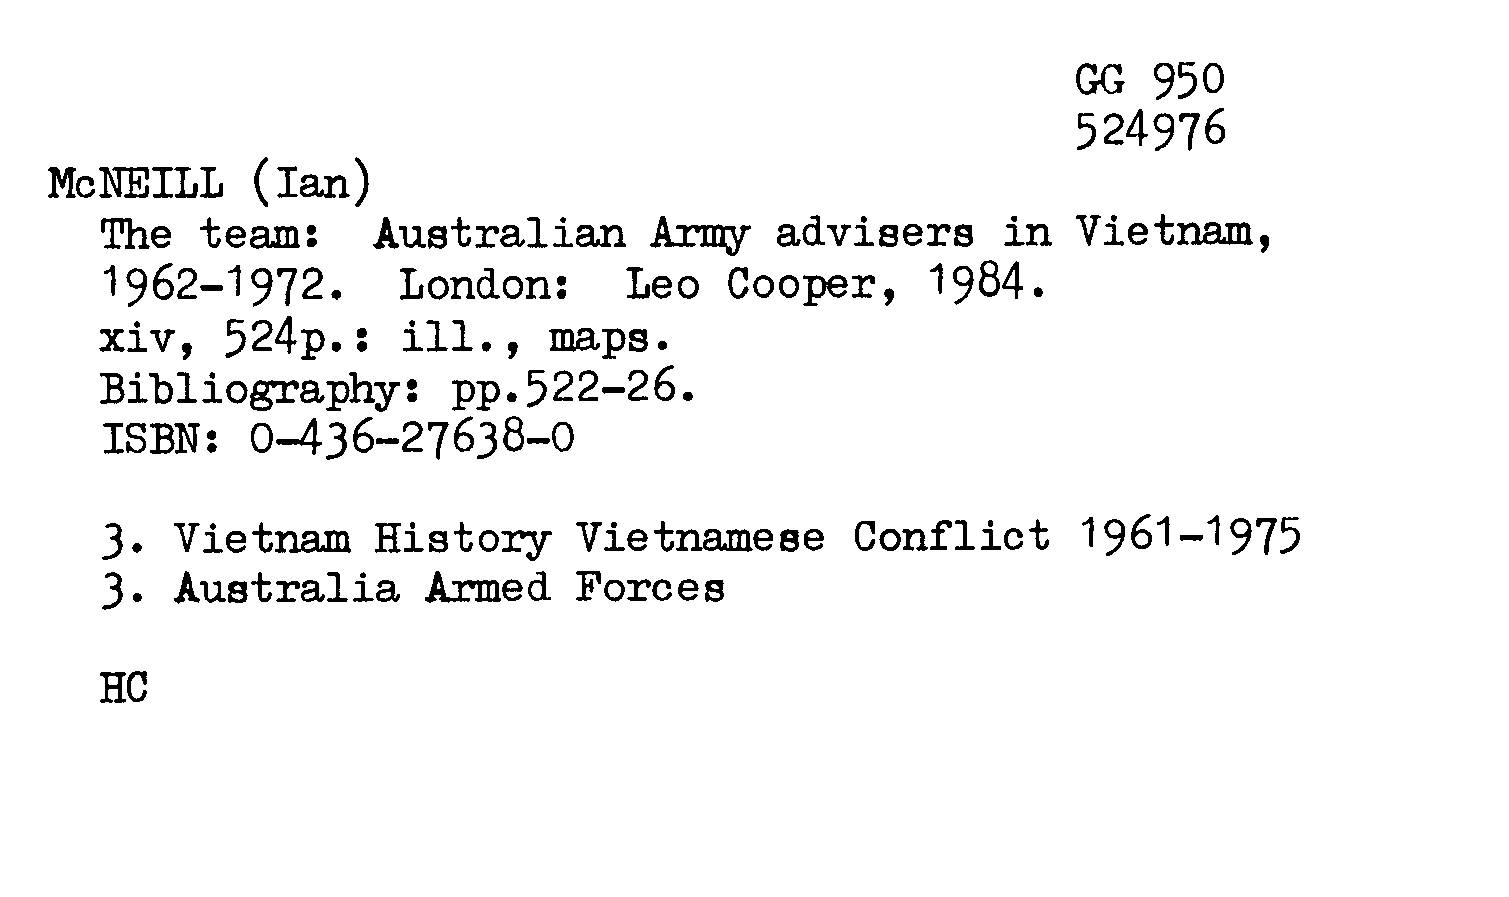 GG 950
524976
McNEILL (Ian)
The team: Australian Army advisers in Vietnam,
1962-1972. London: Leo Cooper, 1984.
xiv, 524p.: ill., maps.
Bibliography: pp.522-26.
ISBN: 0-436-27638-0
3. Vietnam History Vietnamese Conflict 1961-1975
3. Australia Armed Forces
HC